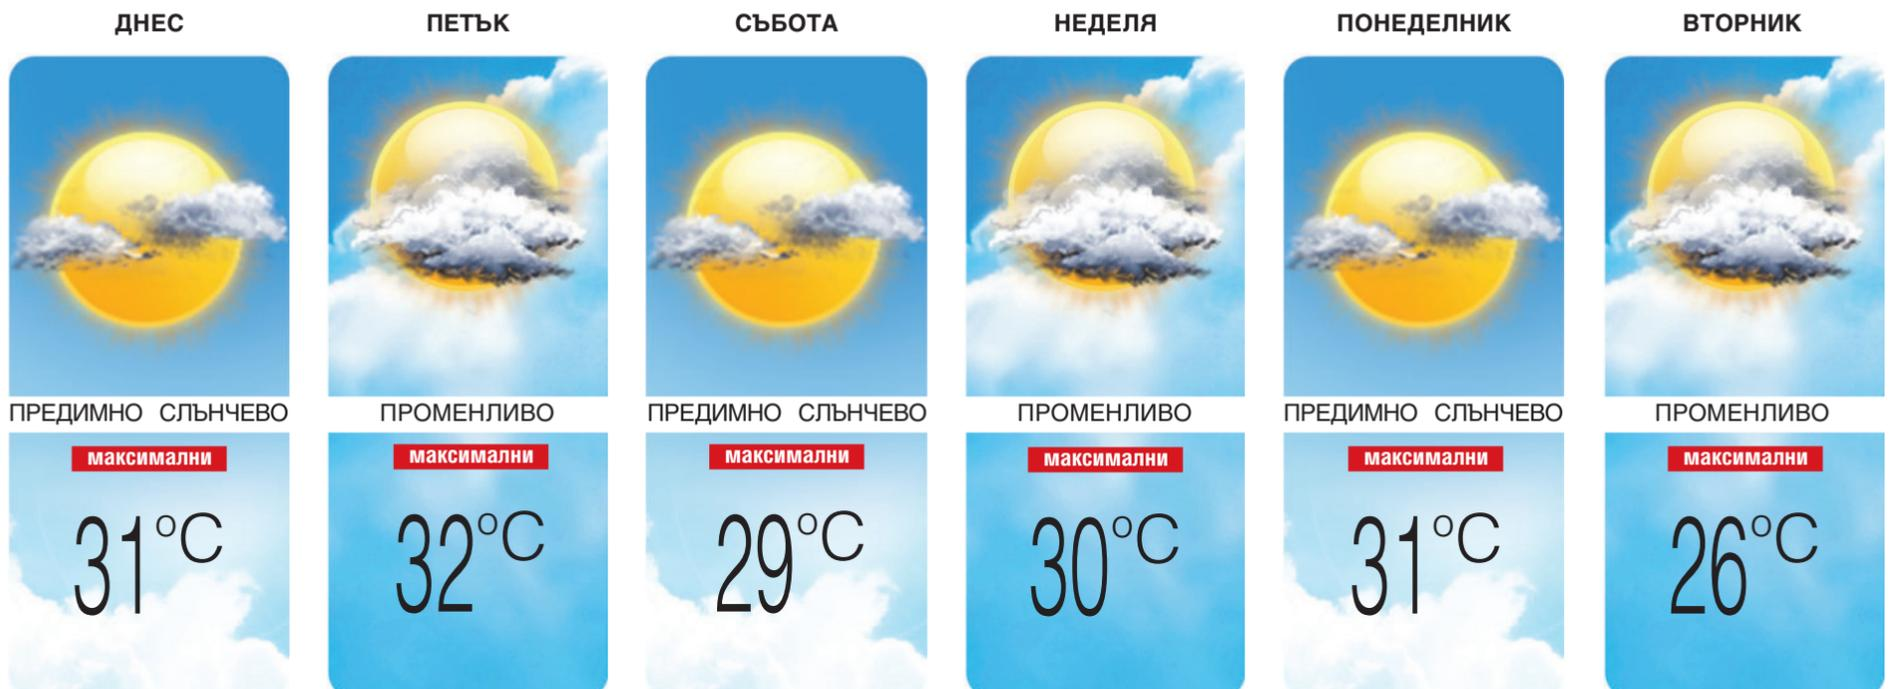 ДНЕС
ПЕТЪК
СЪБОТА
НЕДЕЛЯ
ПОНЕДЕЛНИК
ВТОРНИК
ПРЕДИМНО СЛЪНЧЕВО
ПРОМЕНЛИВО
ПРЕДИМНО СЛЪНЧЕВО
ПРОМЕНЛИВО
ПРЕДИМНО СЛЪНЧЕВО
ПРОМЕНЛИВО
максимални
максимални
максимални
максимални
максимални
максимални
31°C
32°C
29°C
30°C
31°C
26°C